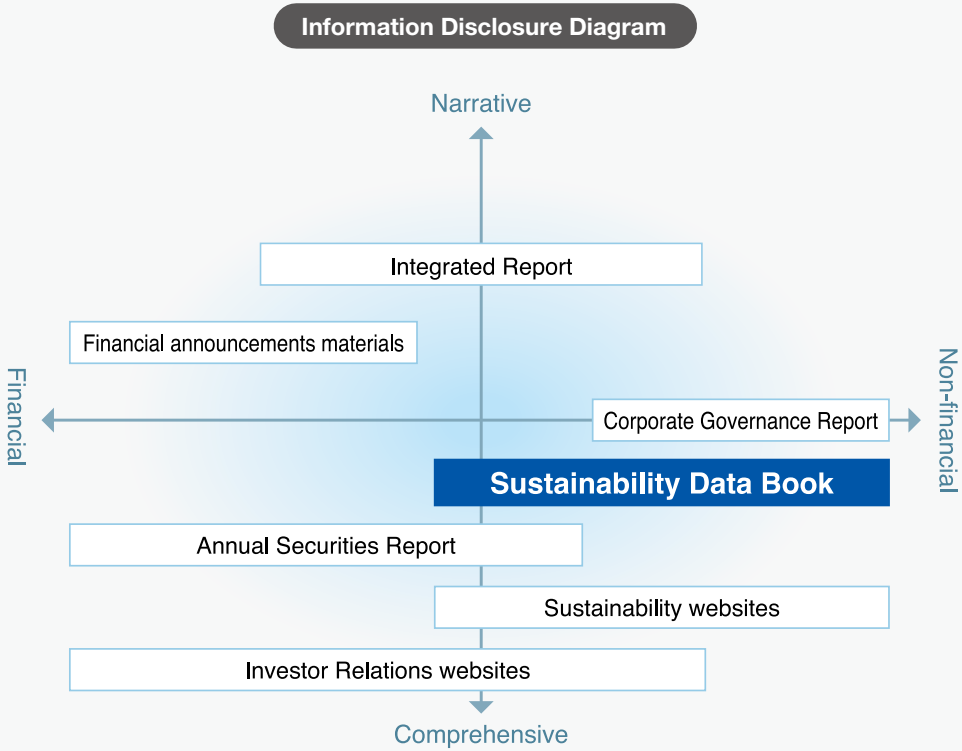 Information Disclosure Diagram
Narrative
Integrated Report
Financial announcements materials
Financial
Non-financial
Corporate Governance Report
Sustainability Data Book
Annual Securities Report
Sustainability websites
Investor Relations websites
Comprehensive